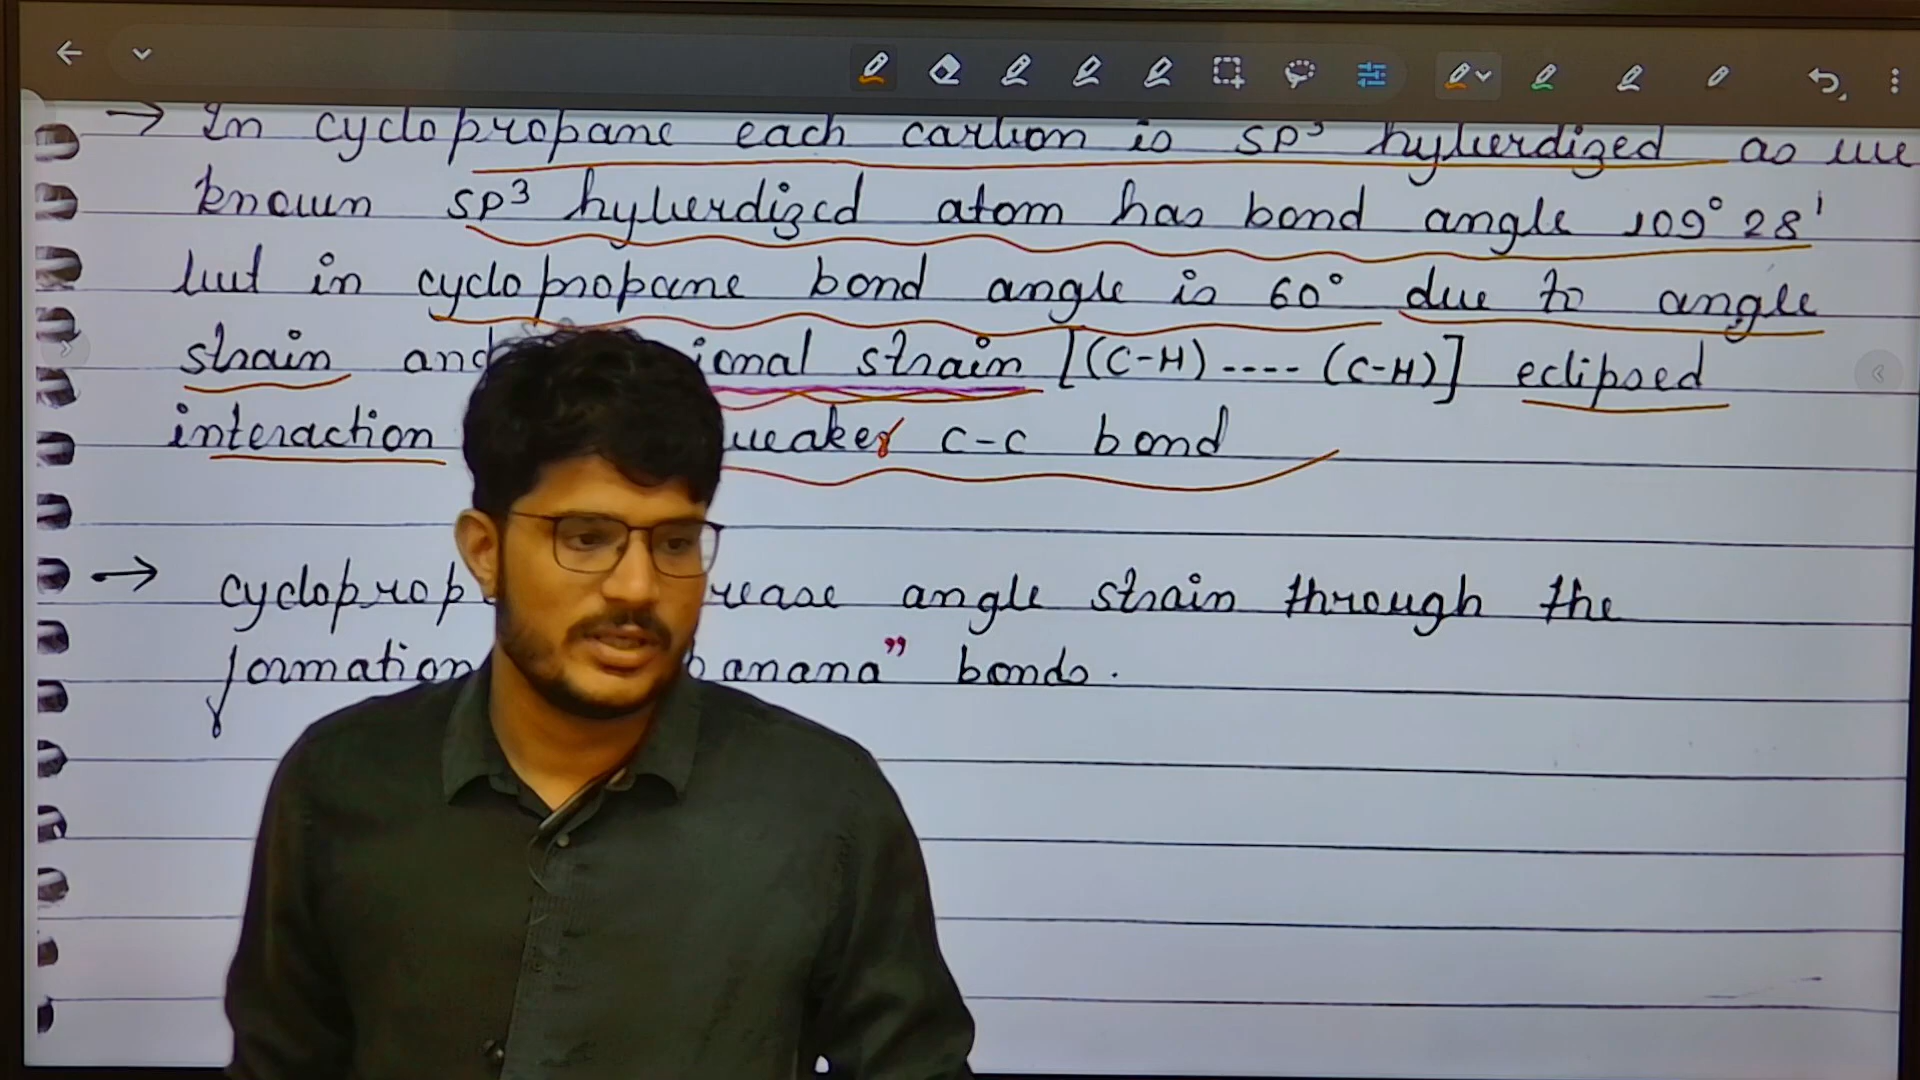 → In cyclopropane each carbon is sp³ hyberdized as we
known sp³ hyberdized atom has bond angle 109° 28'
but in cyclopropane bond angle is 60° due to angle
strain and ional strain [(C-H)----(C-H)] eclipsed
interaction weaker C-C bond
→ cycloprop rease angle strain through the
formation banana” bonds.